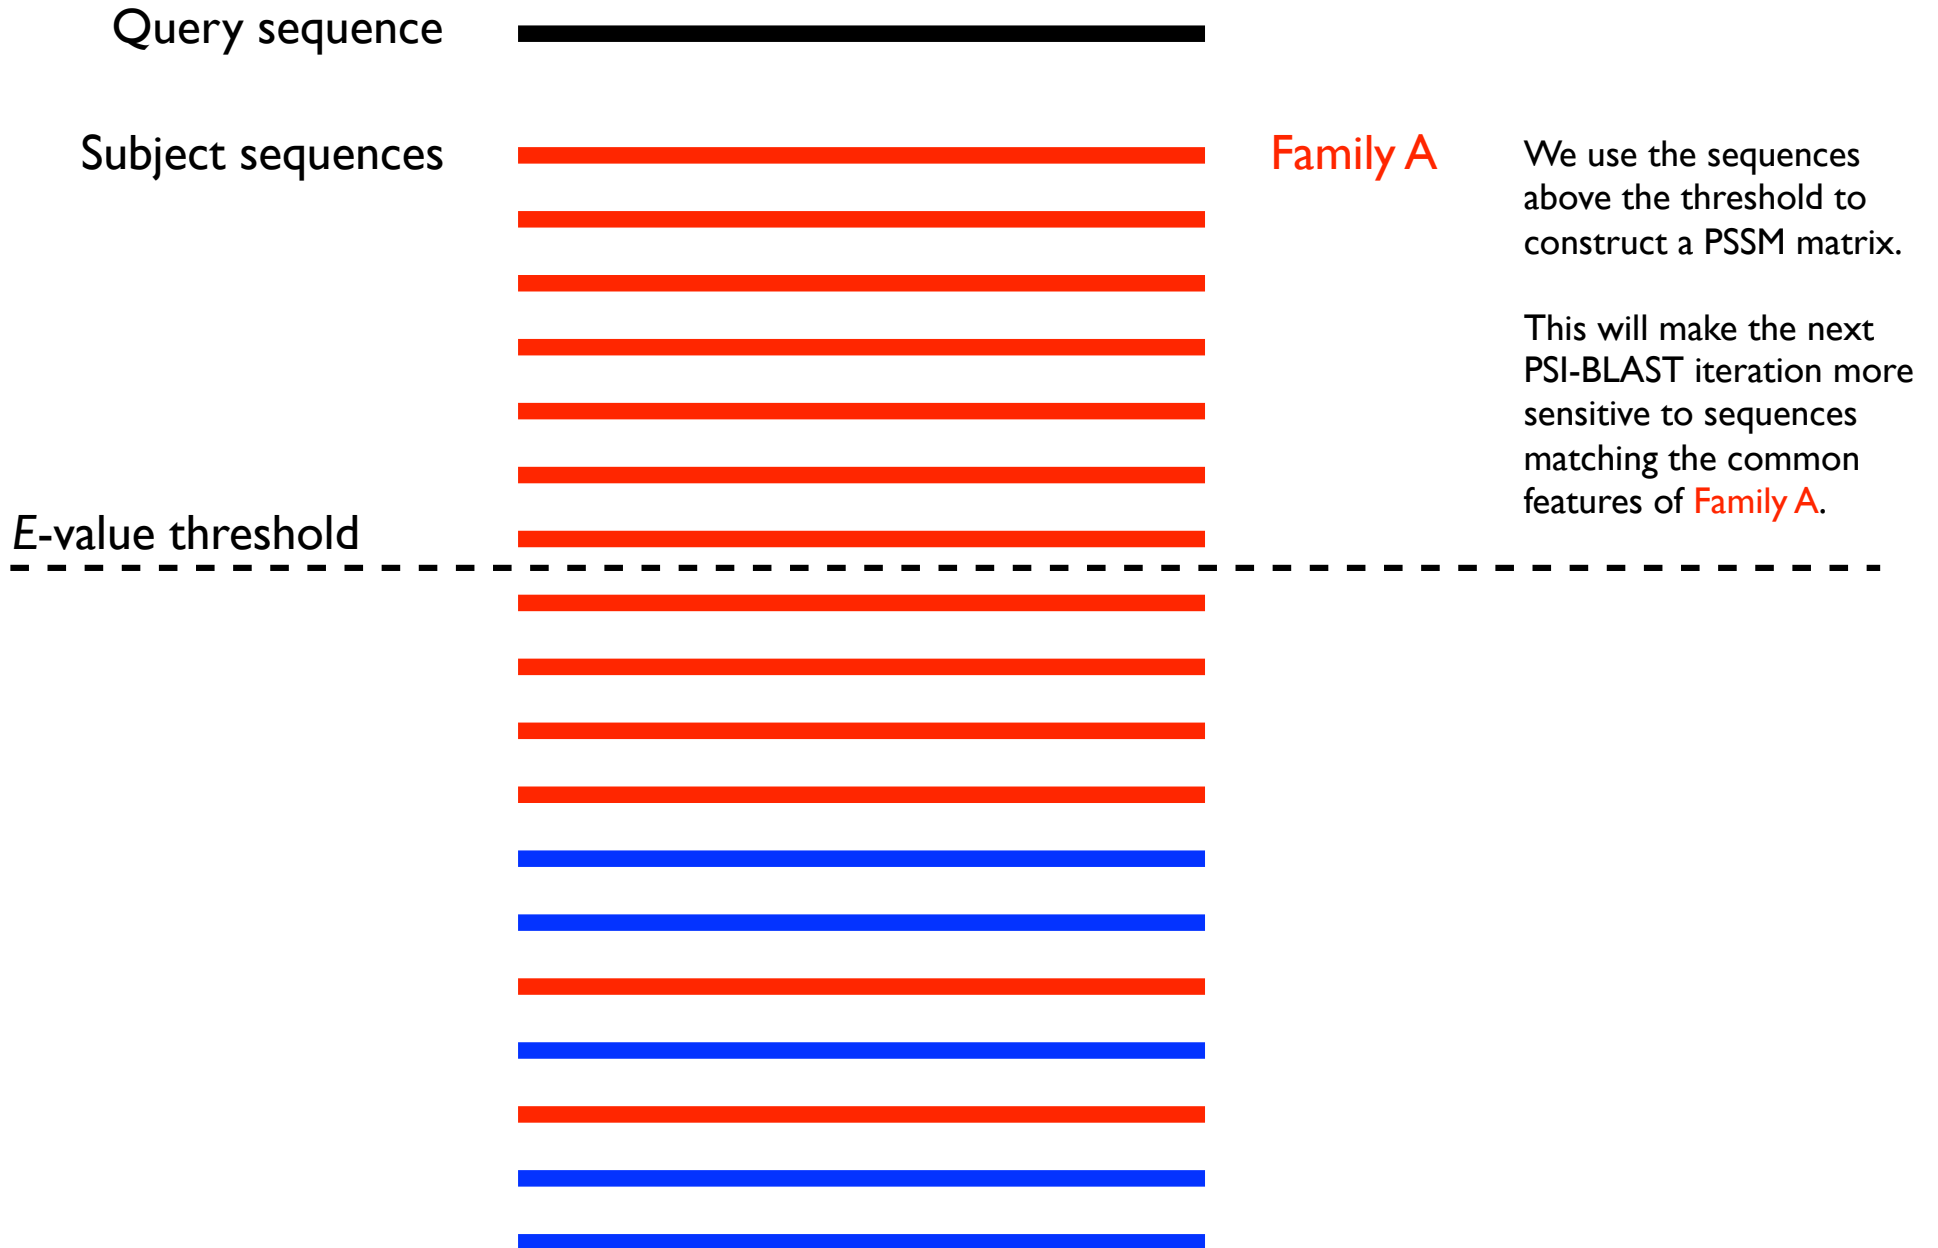 Query sequence
Subject sequences
Family A
We use the sequences
above the threshold to
construct a PSSM matrix.
This will make the next
PSI-BLAST iteration more
sensitive to sequences
matching the common
features of Family A.
E-value threshold